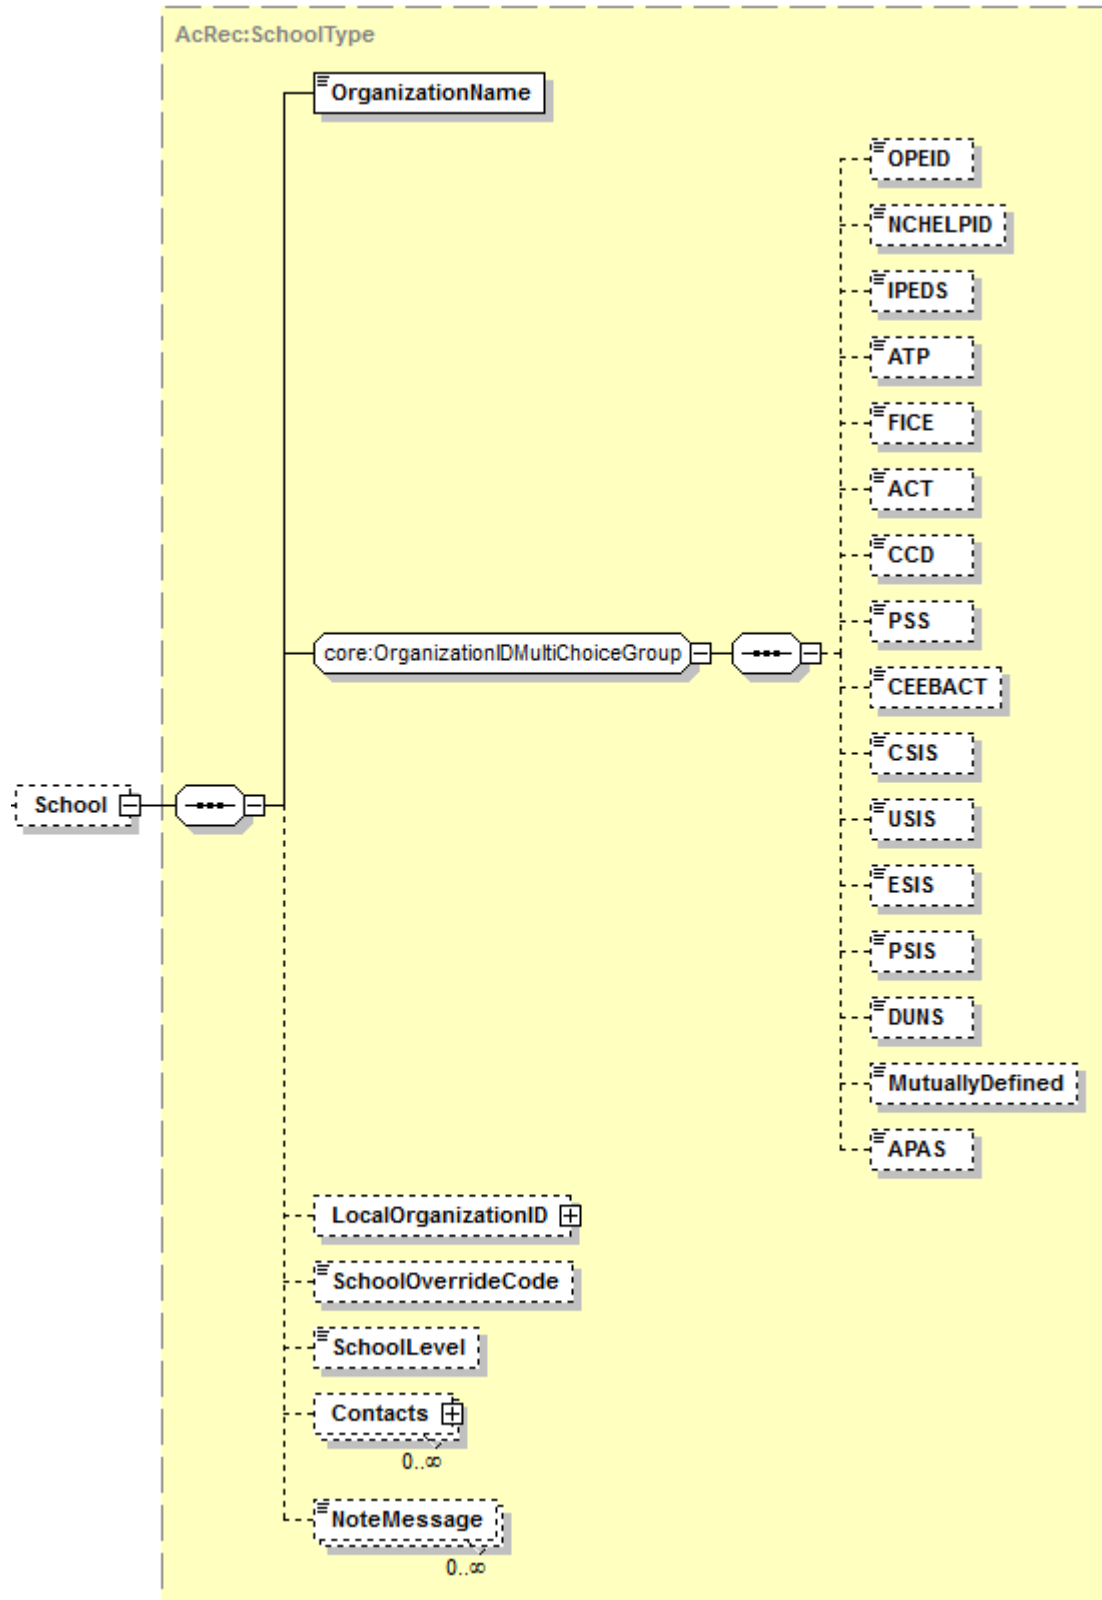 AcRec:SchoolType
OrganizationName
OPEID
NCHELPID
IPEDS
ATP
FICE
ACT
CCD
PSS
core:OrganizationIDMultiChoiceGroup
CEEBACT
CSIS
School
USIS
ESIS
PSIS
DUNS
MutuallyDefined
APAS
LocalOrganizationID
SchoolOverrideCode
SchoolLevel
Contacts
0..∞
NoteMessage
0..∞